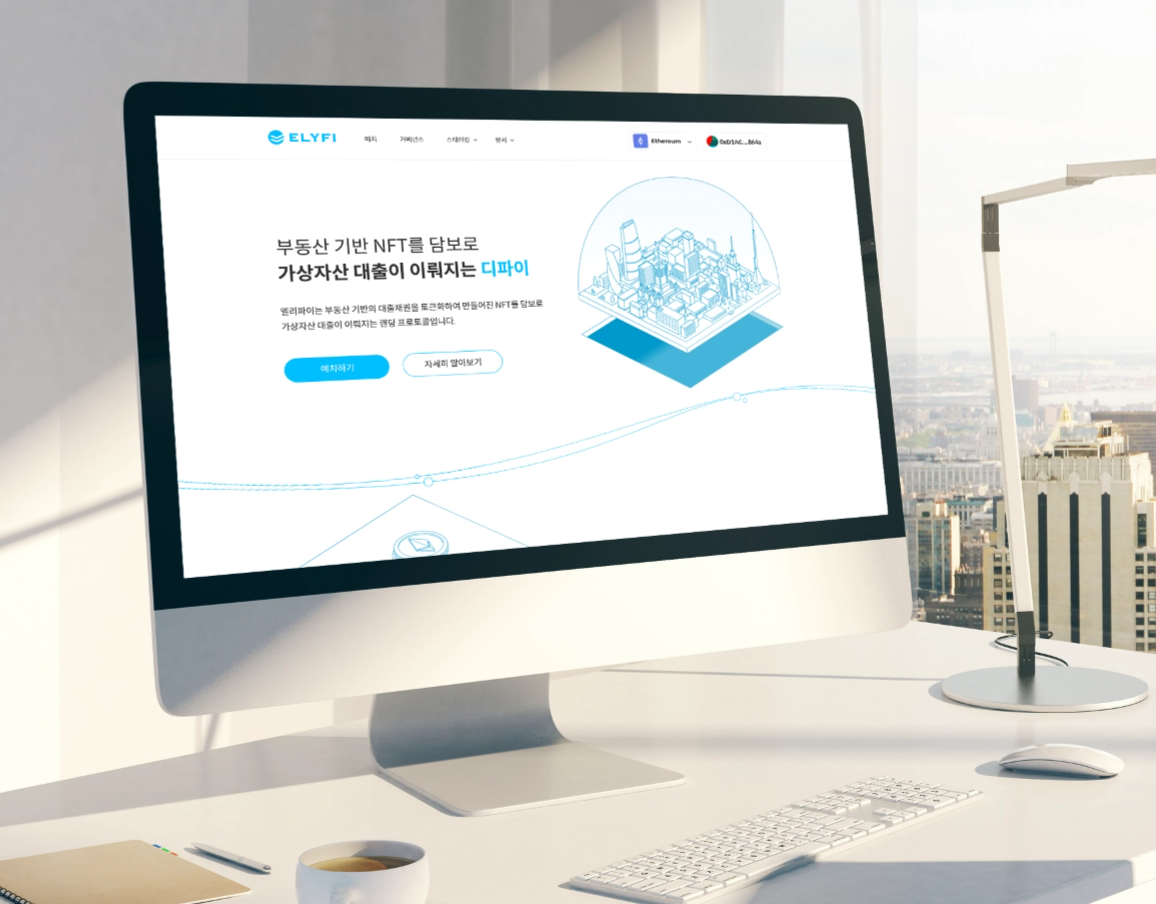 ELYFI
예치
거버넌스
스테이킹
분석
Ethereum
0xD1AC...B64a
부동산 기반 NFT를 담보로
가상자산 대출이 이뤄지는 디파이
엘리파이는 부동산 기반의 대출채권을 토큰화하여 만들어진 NFT를 담보로
가상자산 대출이 이뤄지는 랜딩 프로토콜입니다.
예치하기
자세히 알아보기